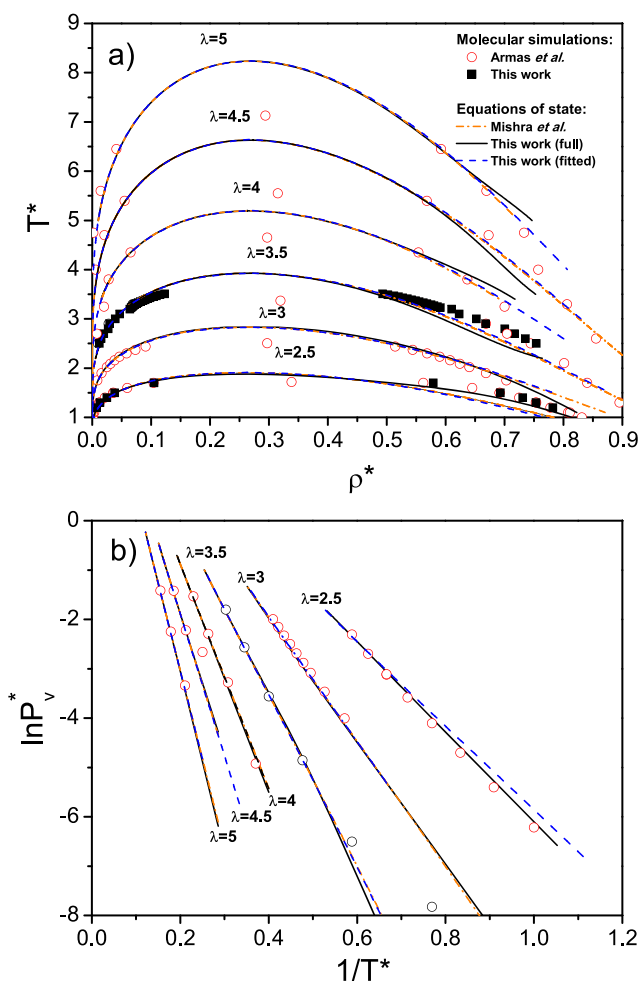 a)
Molecular simulations:
Armas et al.
This work
Equations of state:
Mishra et al.
This work (full)
This work (fitted)
λ=5
λ=4.5
λ=4
λ=3.5
λ=3
λ=2.5
T*
9
8
7
6
5
4
3
2
1
0.0 0.1 0.2 0.3 0.4 0.5 0.6 0.7 0.8 0.9
ρ*
b)
λ=3.5
λ=3
λ=2.5
λ=4
λ=4.5
λ=5
lnP*v
0
-2
-4
-6
-8
0.0 0.2 0.4 0.6 0.8 1.0 1.2
1/T*